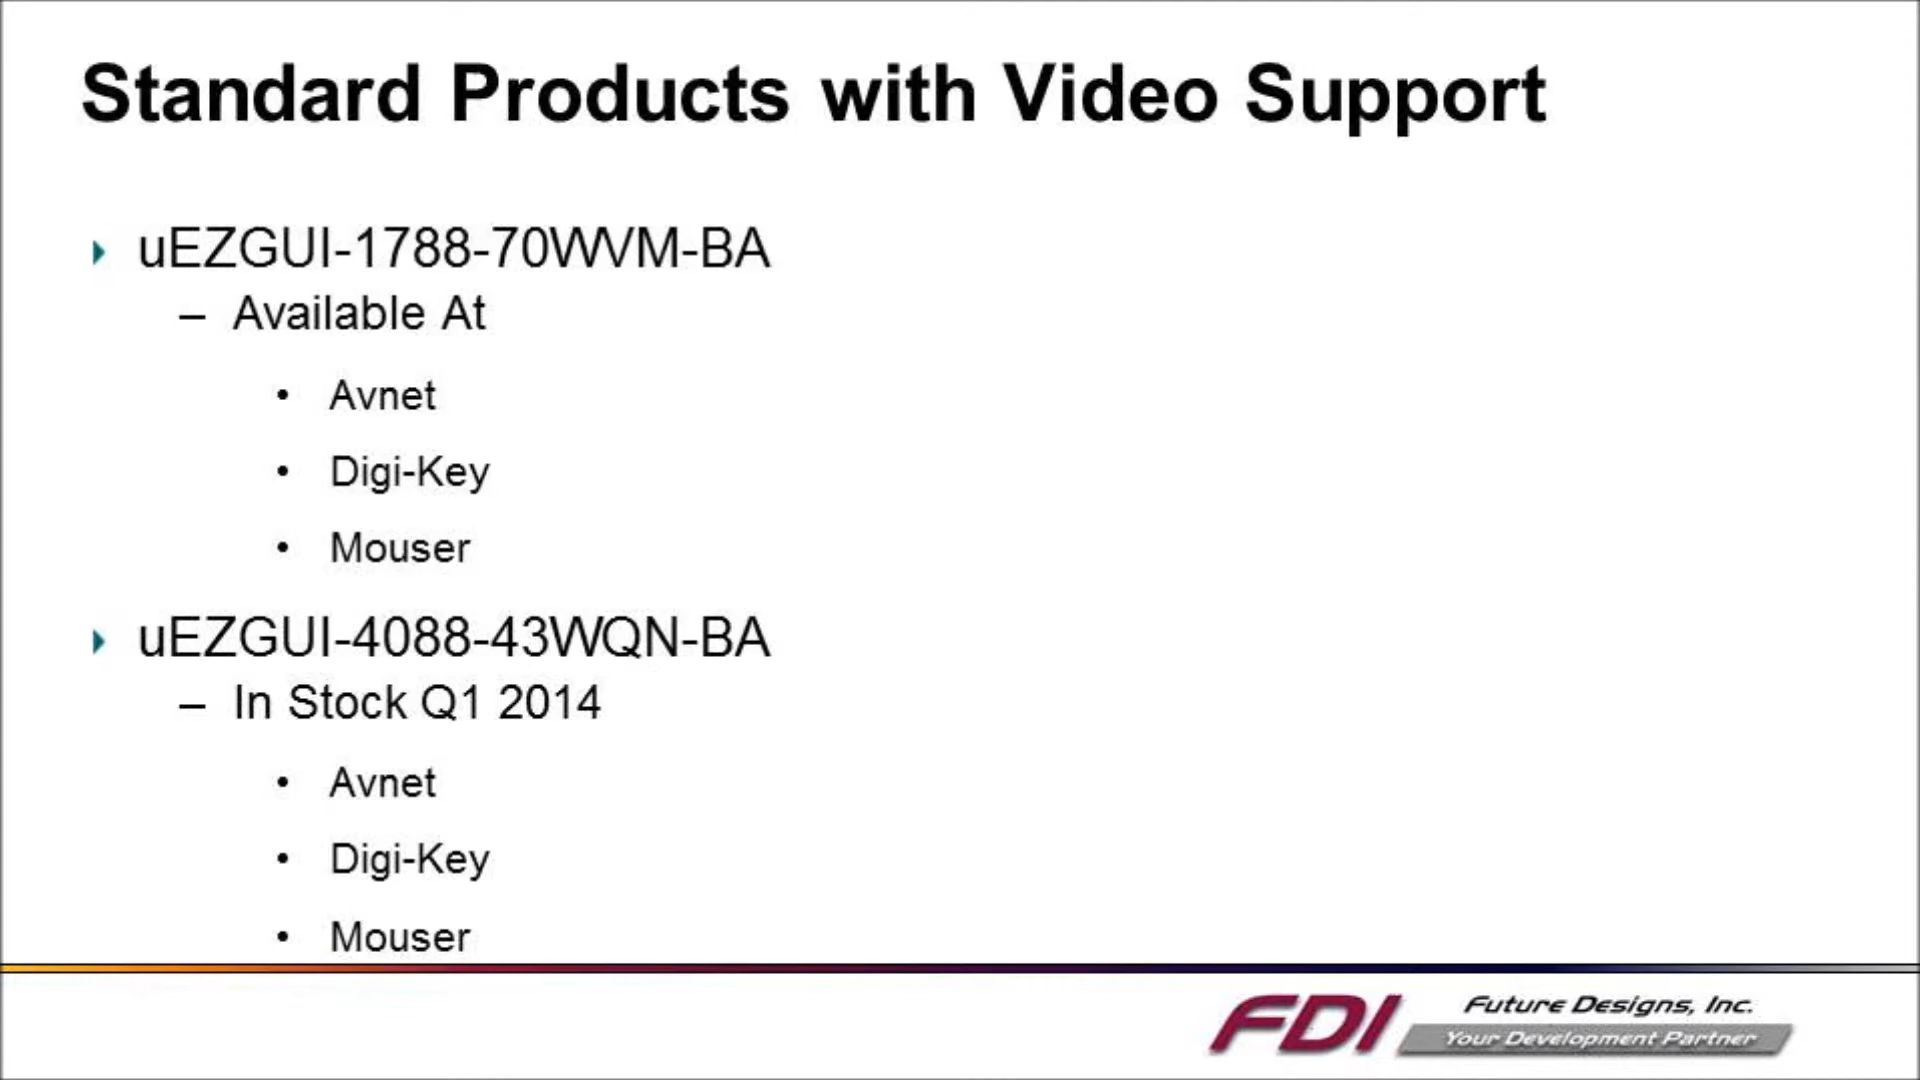 Standard Products with Video Support
uEZGUI-1788-70WVM-BA
– Available At
• Avnet
• Digi-Key
• Mouser
uEZGUI-4088-43WQN-BA
– In Stock Q1 2014
• Avnet
• Digi-Key
• Mouser
FDI Future Designs, Inc.
Your Development Partner